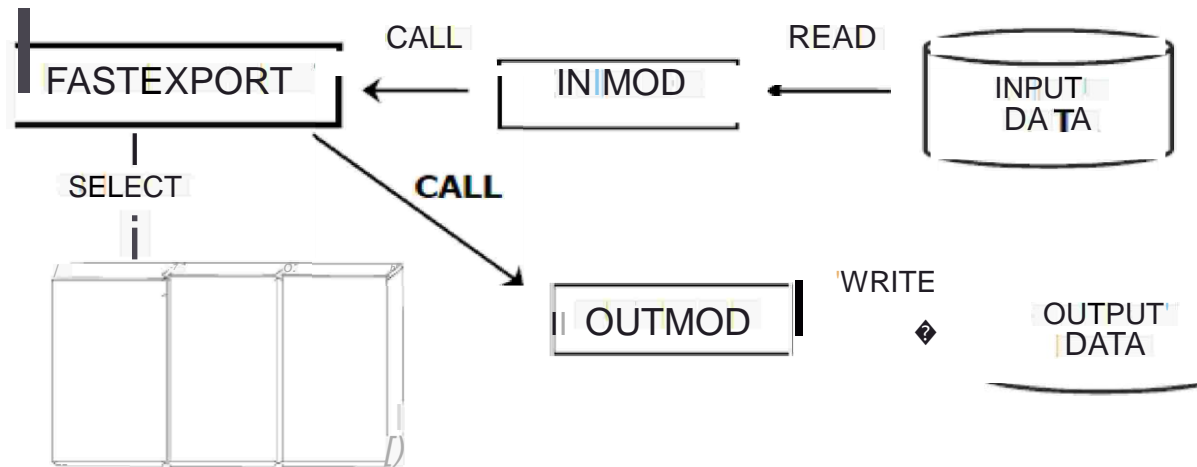 CALL
READ
FASTEXPORT
INMOD
INPUT
DATA
SELECT
CALL
OUTMOD
WRITE
OUTPUT
DATA